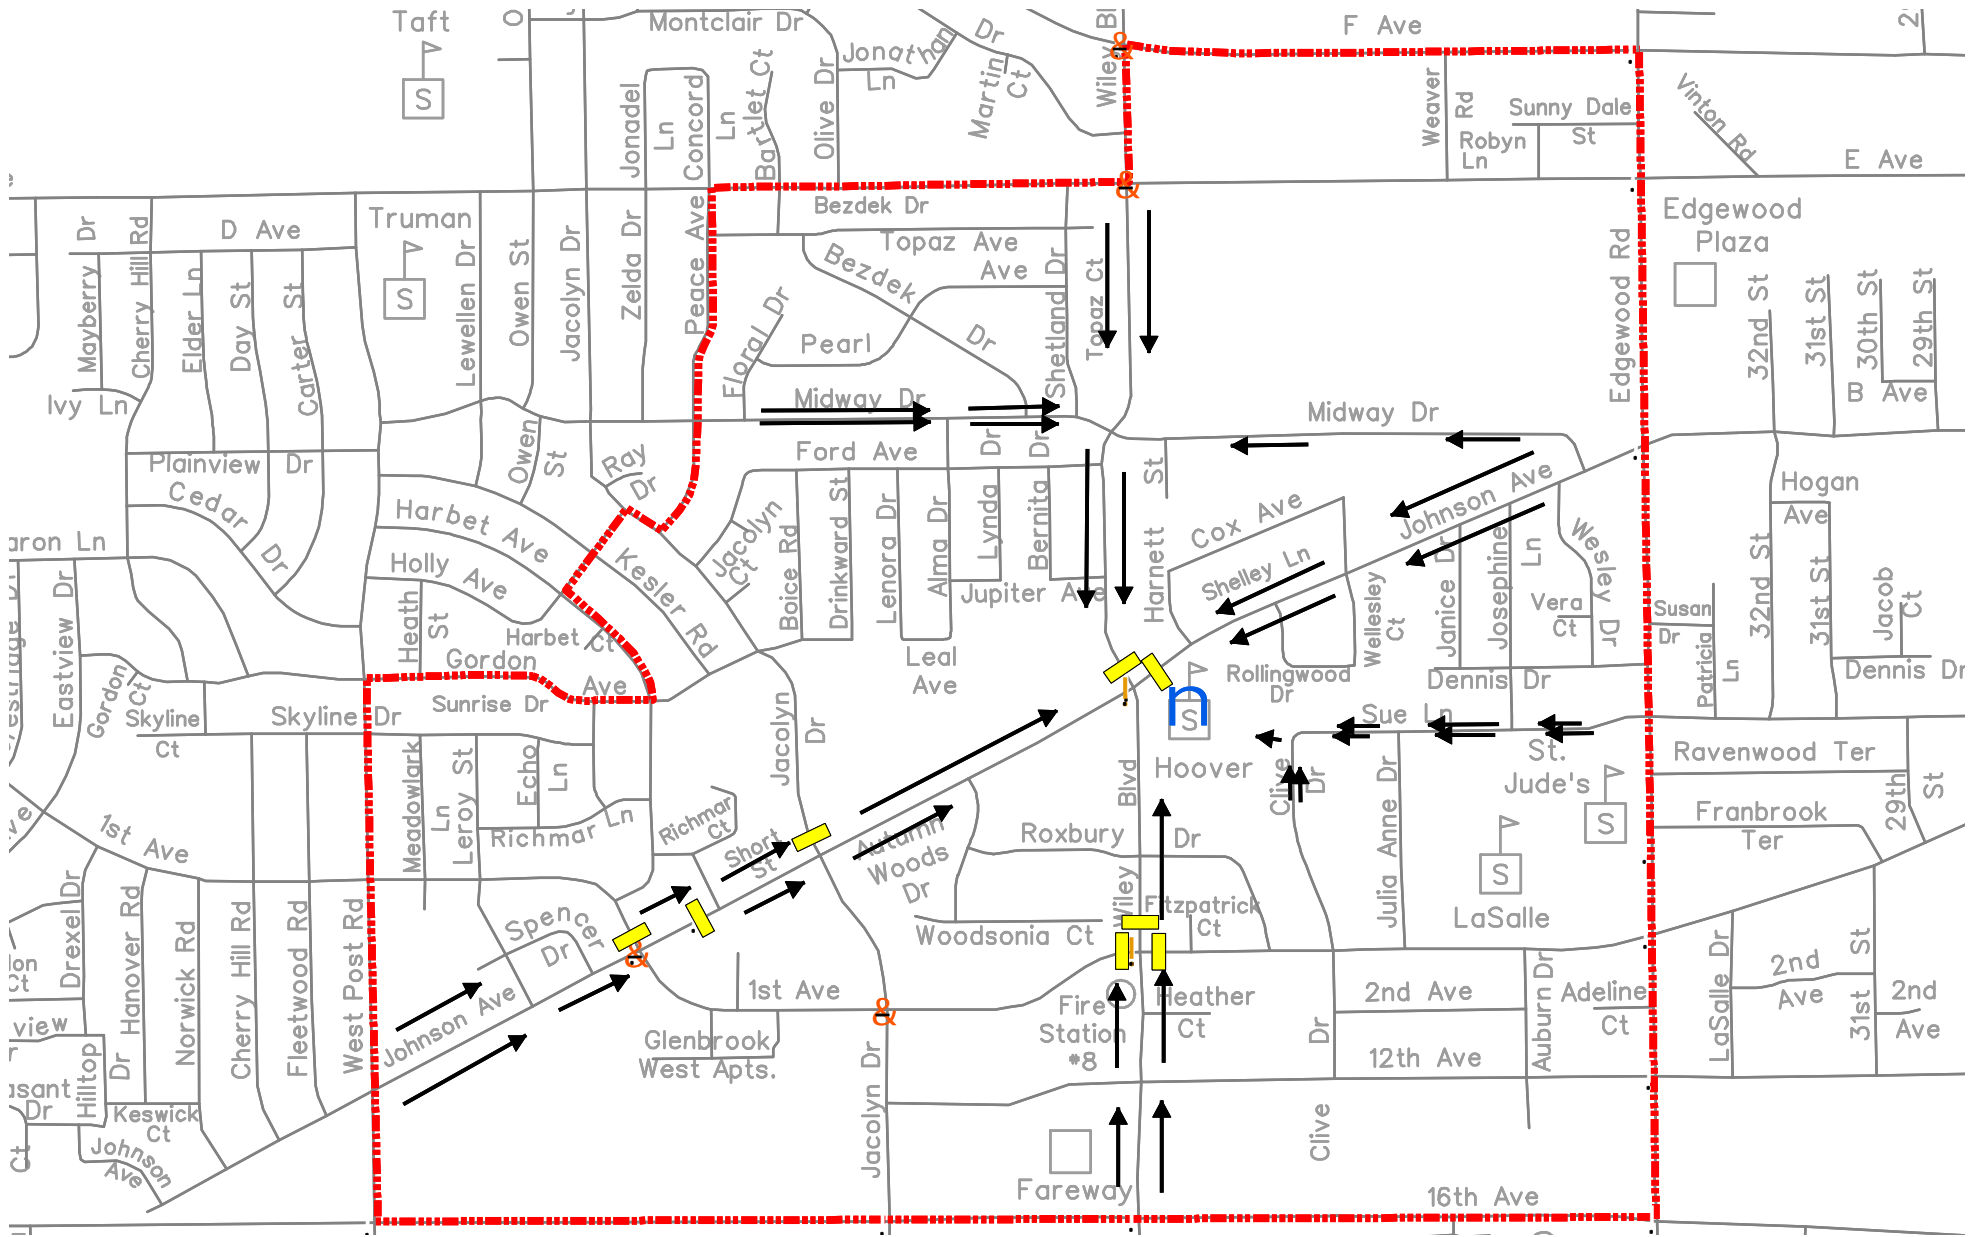 Taft
S
Montclair Dr
Jonathan
Ln
Dr
Martin
Ct
Wiley
Bl
F Ave
Weaver
Rd
Sunny Dale
St
Robyn
Ln
Vinton Rd
E Ave
Jonadel
Ln
Concord
Ln
Bartlet Ct
Olive Dr
&
&
Truman
S
D Ave
Mayberry
Dr
Cherry Hill Rd
Elder Ln
Day St
Carter St
Ivy Ln
Lewellen Dr
Owen St
Jacolyn Dr
Zelda Dr
Peace Ave
Bezdek Dr
Topaz Ave
Ave
Bezdek
Dr
Floral Dr
Pearl
Shetland Dr
Topaz Ct
Midway Dr
Midway Dr
Edgewood Rd
Edgewood
Plaza
32nd St
31st St
30th St
29th St
B Ave
Plainview Dr
Cedar
Dr
Owen
St
Ray
Dr
Ford Ave
Dr
Dr
Harnett
St
Cox Ave
Johnson Ave
Hogan
Ave
aron Ln
Harbet Ave
Holly Ave
Kesler Rd
Jacolyn
Ct
Boice Rd
Drinkward St
Lenora Dr
Alma Dr
Lynda
Bernita
Jupiter Ave
Shelley Ln
Wellesley
Ct
Janice Dr
Josephine
Ln
Wesley Dr
Vera
Ct
Susan
Dr
Patricia
Ln
32nd St
31st St
Jacob
Ct
Dennis Dr
Eastview Dr
Gordon
Ct
Heath
St
Harbet
Ct
Gordon
Ave
Leal
Ave
Rollingwood
Dr
Dennis Dr
Skyline
Ct
Skyline Dr
Sunrise Dr
Jacolyn
Dr
S
Hoover
Sue Ln
St.
Jude's
S
Ravenwood Ter
Franbrook
Ter
29th
St
1st Ave
Meadowlark
Ln
Leroy St
Echo
Ln
Richmar Ln
Richmar
Ct
Short
St
Autumn
Woods
Dr
Roxbury Dr
Blvd
Clive
Dr
Julia Anne Dr
S
LaSalle
Drexel Dr
Hanover Rd
Norwick Rd
Cherry Hill Rd
Fleetwood Rd
West Post Rd
Spencer
Dr
&
Woodsonia Ct
Wiley
Fitzpatrick
Ct
Johnson Ave
1st Ave
&
Glenbrook
West Apts.
Fire
Station
#8
Heather
Ct
2nd Ave
12th Ave
Dr
Clive
Auburn Dr
Adeline
Ct
LaSalle Dr
2nd
Ave
31st St
2nd
Ave
view
Hilltop
Dr
asant
Dr
Keswick
Ct
Johnson
Ave
Ct
Jacolyn Dr
Fareway
16th Ave